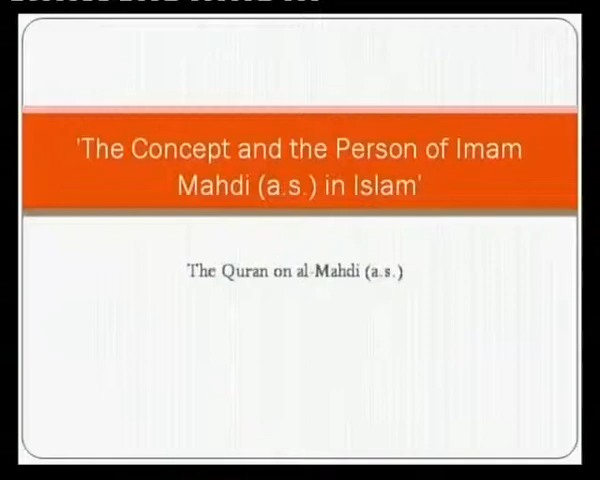 'The Concept and the Person of Imam
Mahdi (a.s.) in Islam'
The Quran on al-Mahdi (a.s.)